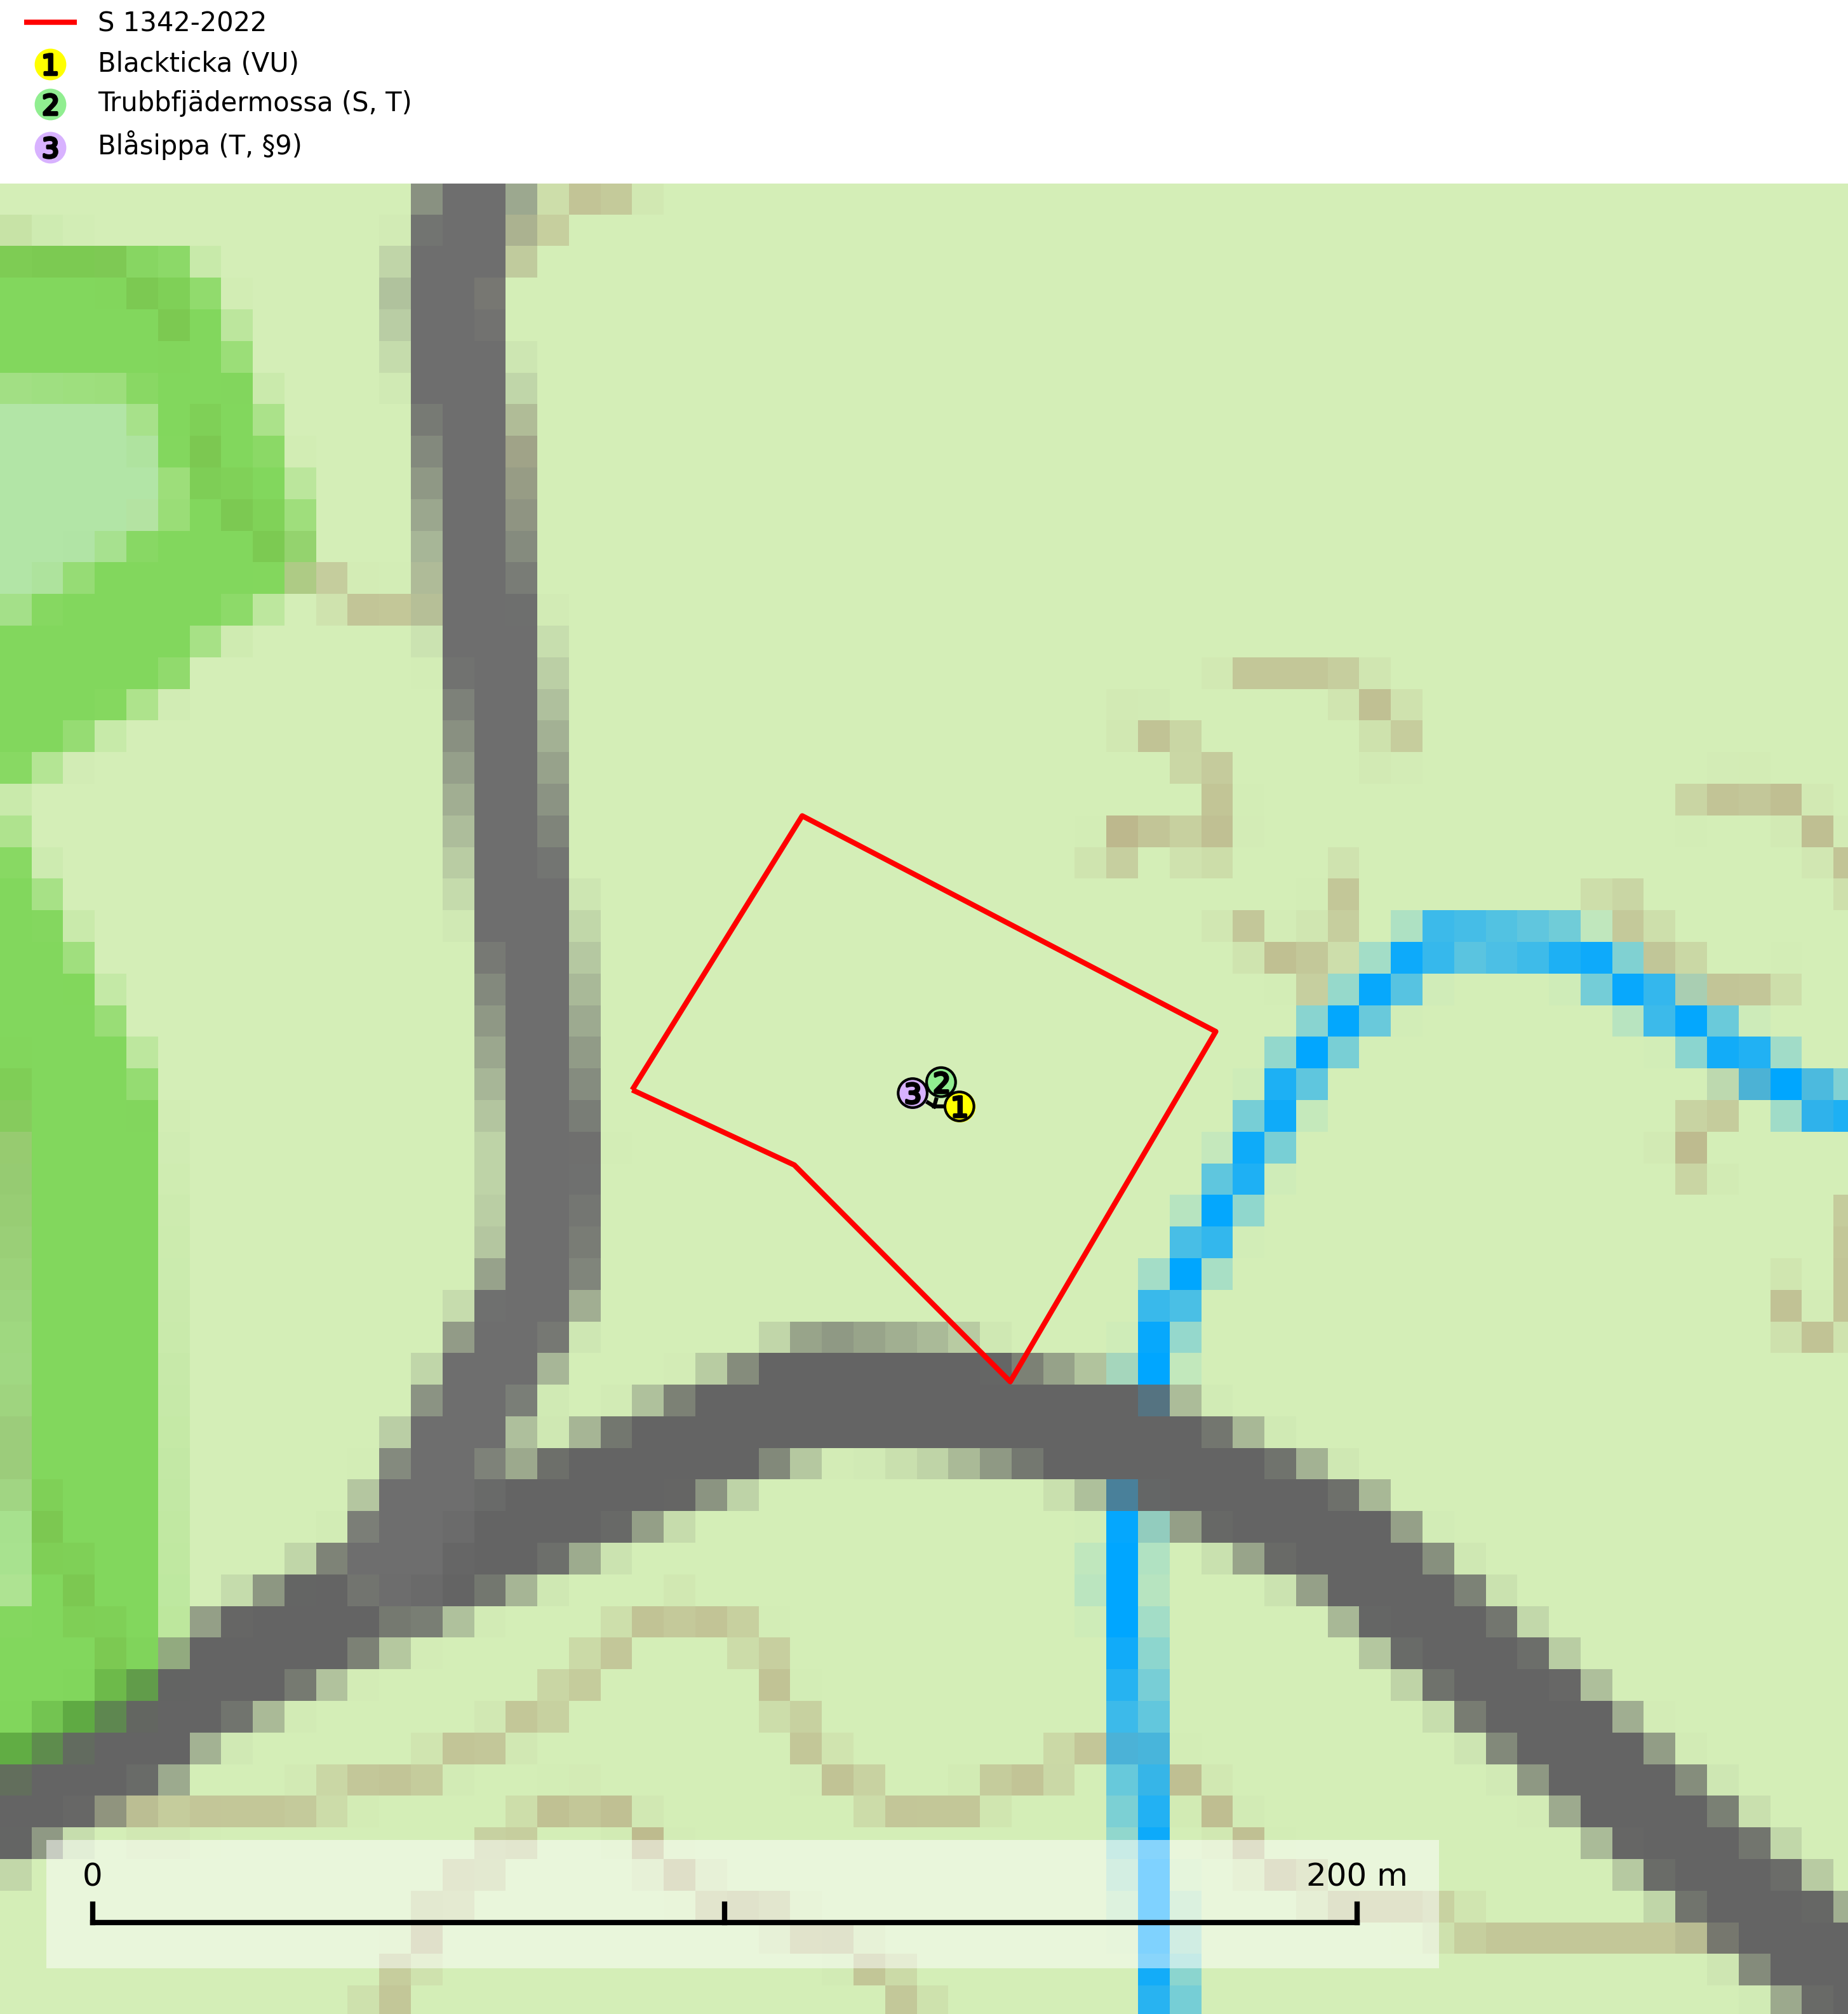 S 1342-2022
1 Blackticka (VU)
2 Trubbfjädermossa (S, T)
3 Blåsippa (T, §9)
2
3
1
0 200 m